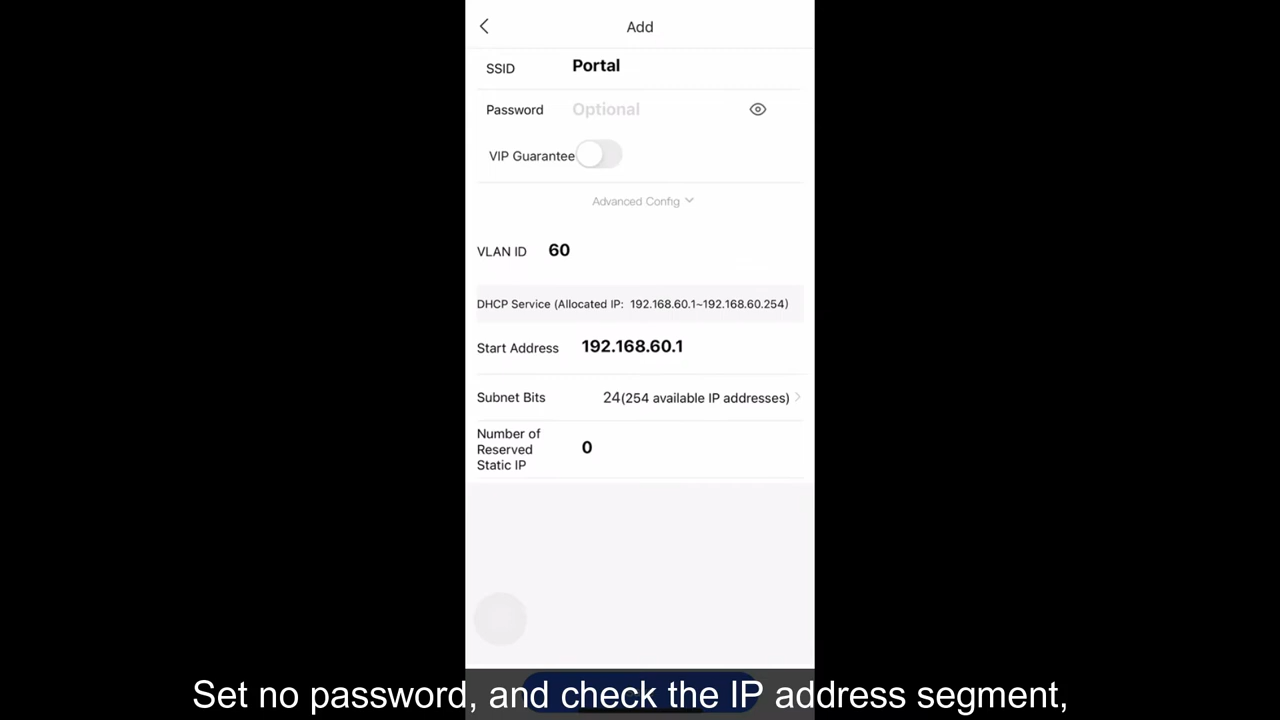 Add
SSID Portal
Password Optional
VIP Guarantee
Advanced Config
VLAN ID 60
DHCP Service (Allocated IP: 192.168.60.1~192.168.60.254)
Start Address 192.168.60.1
Subnet Bits 24(254 available IP addresses)
Number of
Reserved
Static IP
0
Set no password, and check the IP address segment,